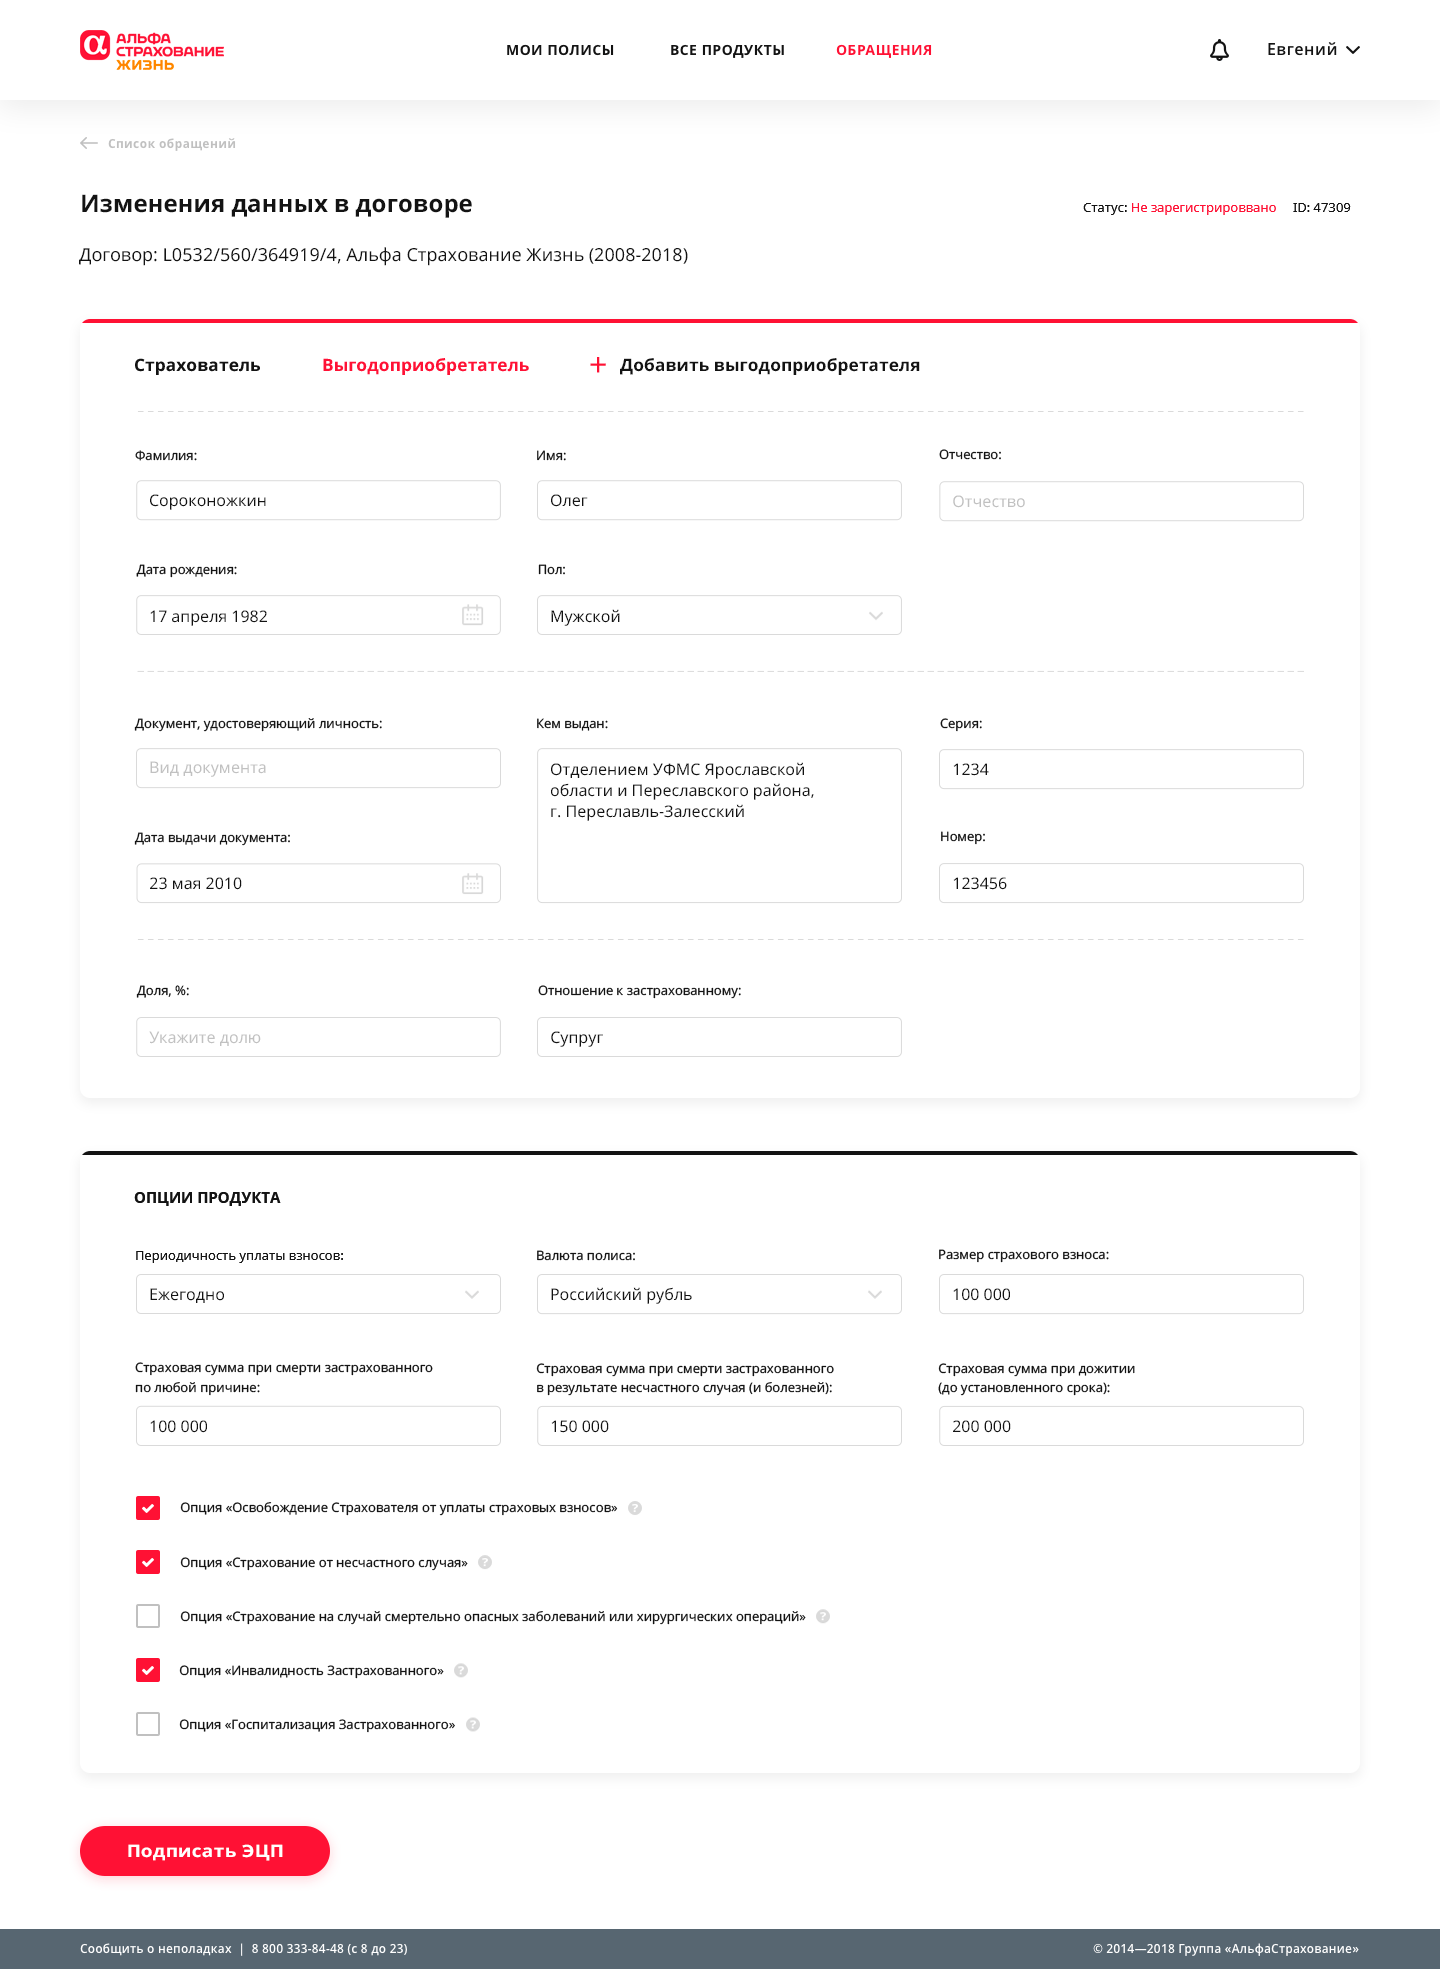 АЛЬФА
СТРАХОВАНИЕ
ЖИЗНЬ
МОИ ПОЛИСЫ
ВСЕ ПРОДУКТЫ
ОБРАЩЕНИЯ
Евгений
Список обращений
Изменения данных в договоре
Статус: Не зарегистрироввано ID: 47309
Договор: L0532/560/364919/4, Альфа Страхование Жизнь (2008-2018)
Страхователь
Выгодоприобретатель
Добавить выгодоприобретателя
Фамилия:
Имя:
Отчество:
Сороконожкин
Олег
Отчество
Дата рождения:
Пол:
17 апреля 1982
Мужской
Документ, удостоверяющий личность:
Кем выдан:
Серия:
Вид документа
Отделением УФМС Ярославской
области и Переславского района,
г. Переславль-Залесский
1234
Дата выдачи документа:
Номер:
23 мая 2010
123456
Доля, %:
Отношение к застрахованному:
Укажите долю
Супруг
ОПЦИИ ПРОДУКТА
Периодичность уплаты взносов:
Валюта полиса:
Размер страхового взноса:
Ежегодно
Российский рубль
100 000
Страховая сумма при смерти застрахованного
по любой причине:
Страховая сумма при смерти застрахованного
в результате несчастного случая (и болезней):
Страховая сумма при дожитии
(до установленного срока):
100 000
150 000
200 000
Опция «Освобождение Страхователя от уплаты страховых взносов» ?
Опция «Страхование от несчастного случая» ?
Опция «Страхование на случай смертельно опасных заболеваний или хирургических операций» ?
Опция «Инвалидность Застрахованного» ?
Опция «Госпитализация Застрахованного» ?
Подписать ЭЦП
Сообщить о неполадках | 8 800 333-84-48 (с 8 до 23)
© 2014—2018 Группа «АльфаСтрахование»